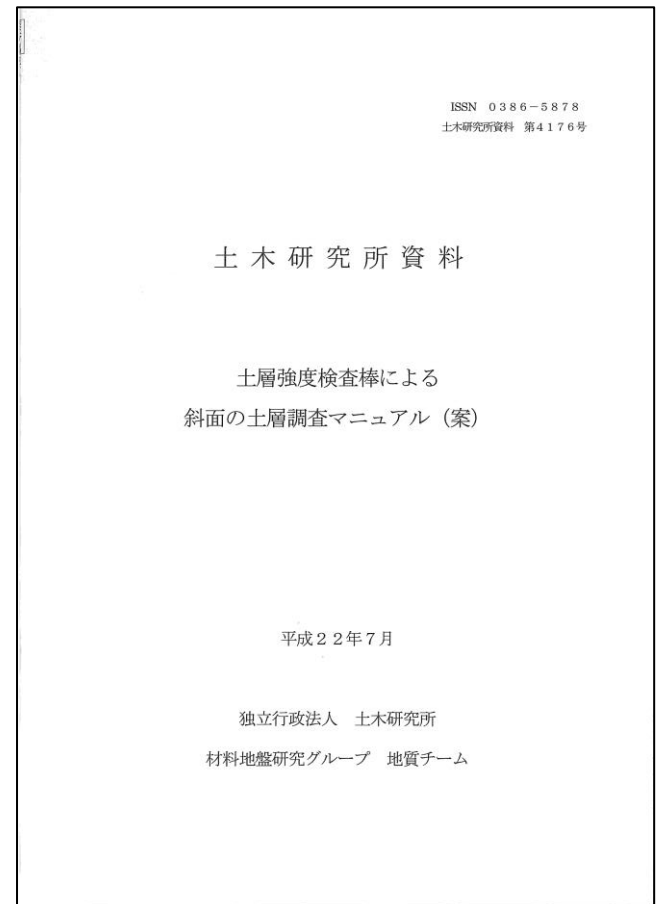 ISSN ０３８６－５８７８
土木研究所資料 第４１７６号
土木研究所資料
土層強度検査棒による
斜面の土層調査マニュアル（案）
平成２２年７月
独立行政法人 土木研究所
材料地盤研究グループ 地質チーム